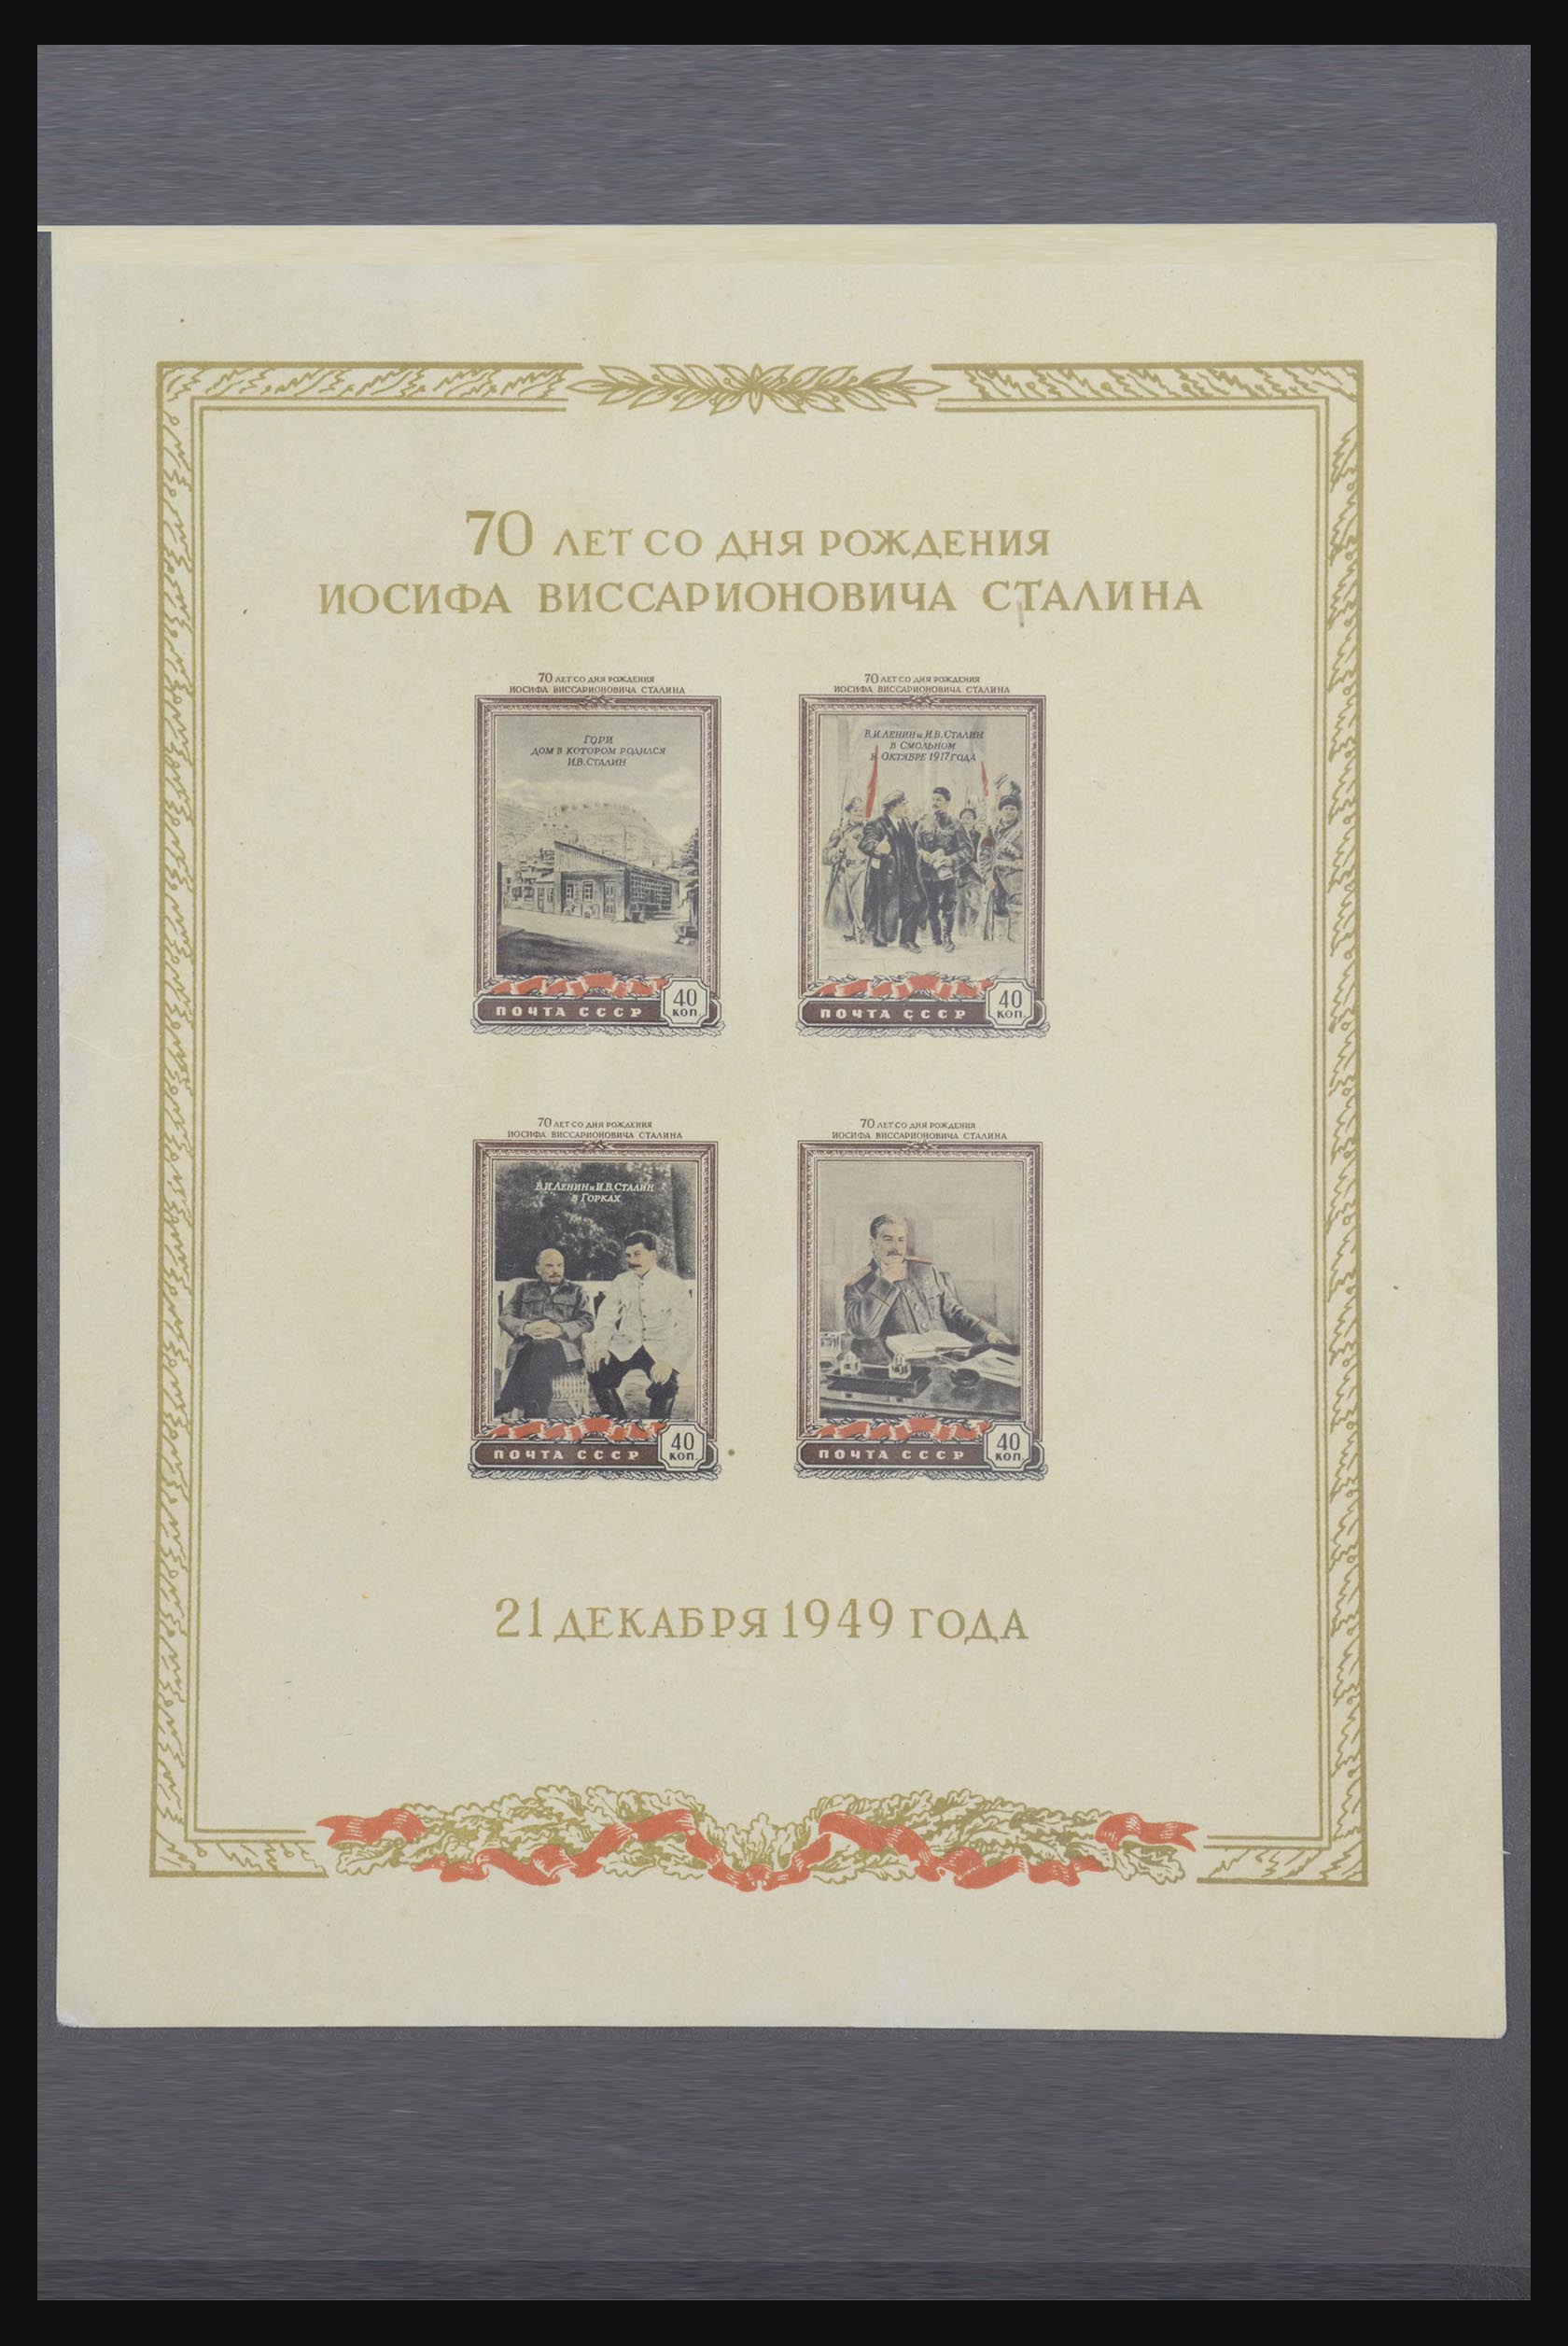 70 ЛЕТ СО ДНЯ РОЖДЕНИЯ
ИОСИФА ВИССАРИОНОВИЧА СТАЛИНА
70 ЛЕТ СО ДНЯ РОЖДЕНИЯ
ИОСИФА ВИССАРИОНОВИЧА СТАЛИНА
ГОРИ
ДОМ В КОТОРОМ РОДИЛСЯ
И.В. СТАЛИН
ПОЧТА СССР
40
КОП.
70 ЛЕТ СО ДНЯ РОЖДЕНИЯ
ИОСИФА ВИССАРИОНОВИЧА СТАЛИНА
В.И. ЛЕНИН и И.В. СТАЛИН
В СМОЛЬНОМ
В ОКТЯБРЕ 1917 ГОДА
ПОЧТА СССР
40
КОП.
70 ЛЕТ СО ДНЯ РОЖДЕНИЯ
ИОСИФА ВИССАРИОНОВИЧА СТАЛИНА
В.И. ЛЕНИН и И.В. СТАЛИН
В ГОРКАХ
ПОЧТА СССР
40
КОП.
70 ЛЕТ СО ДНЯ РОЖДЕНИЯ
ИОСИФА ВИССАРИОНОВИЧА СТАЛИНА
ПОЧТА СССР
40
КОП.
21 ДЕКАБРЯ 1949 ГОДА